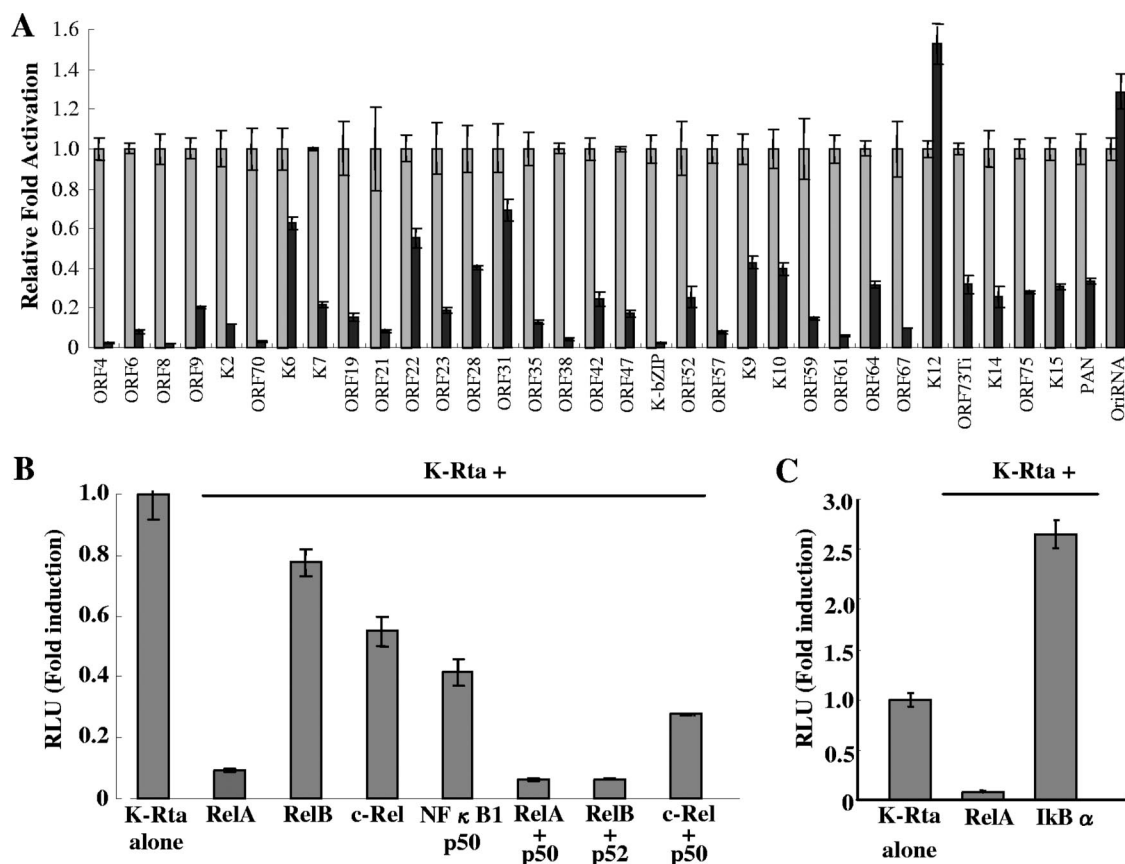 A
Relative Fold Activation
1.6
1.4
1.2
1.0
0.8
0.6
0.4
0.2
0
ORF4
ORF6
ORF8
ORF9
K2
ORF70
K6
K7
ORF19
ORF21
ORF22
ORF23
ORF28
ORF31
ORF35
ORF38
ORF42
ORF47
K-bZIP
ORF52
ORF57
K9
K10
ORF59
ORF61
ORF64
ORF67
K12
ORF73Ti
K14
ORF75
K15
PAN
OriRNA
B
K-Rta +
RLU (Fold induction)
1.0
0.8
0.6
0.4
0.2
0
K-Rta alone
RelA
RelB
c-Rel
NF κ B1 p50
RelA + p50
RelB + p52
c-Rel + p50
C
K-Rta +
RLU (Fold induction)
3.0
2.5
2.0
1.5
1.0
0.5
0
K-Rta alone
RelA
IkB α